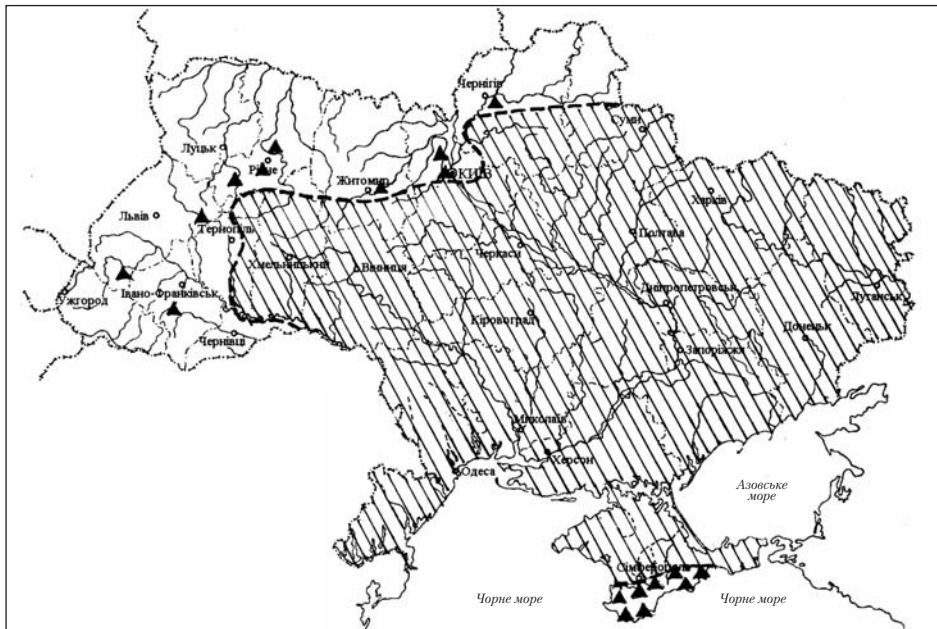 Чернігів
Суми
Луцьк
Рівне
Житомир
КИЇВ
Харків
Львів
Тернопіль
Полтава
Хмельницький
Вінниця
Черкаси
Ужгород
Івано-Франківськ
Дніпропетровськ
Луганськ
Кіровоград
Донецьк
Чернівці
Запоріжжя
Миколаїв
Херсон
Одеса
Азовське
море
Сімферополь
Чорне море
Чорне море